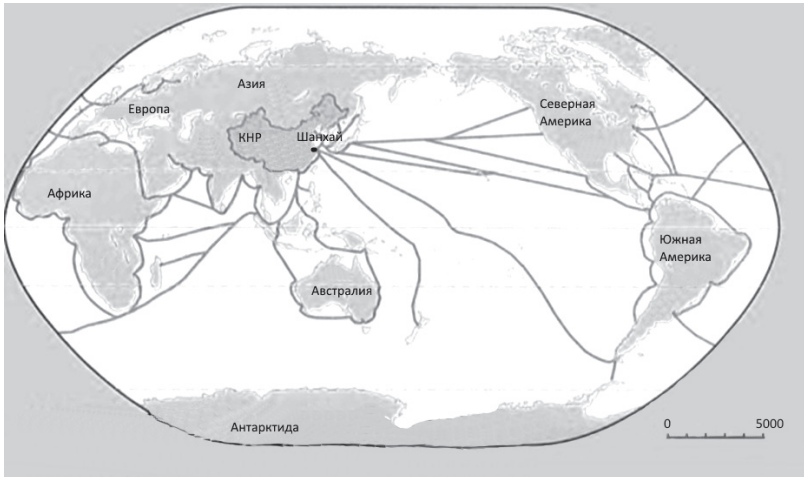 Азия
Европа
Северная
Америка
КНР
Шанхай
Африка
Южная
Америка
Австралия
Антарктида
0 5000